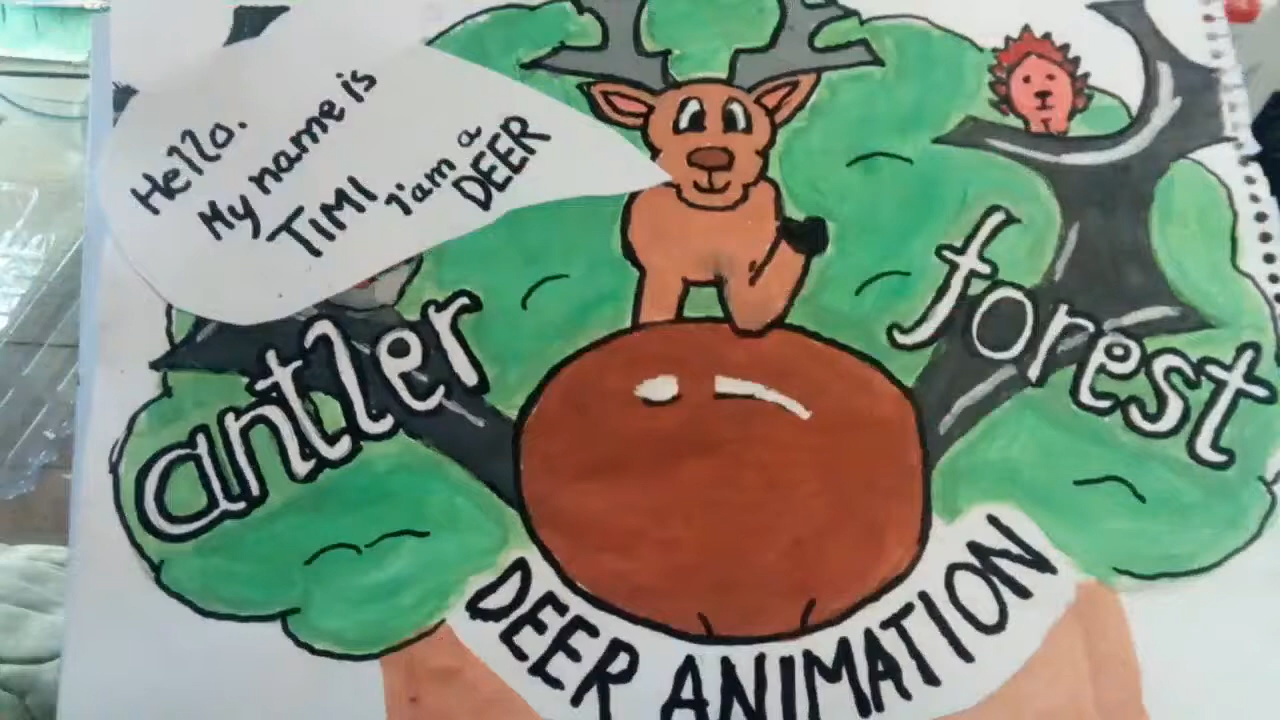 Hello.
My name is
TIMI
I'am a
DEER
antler
forest
DEER ANIMATION